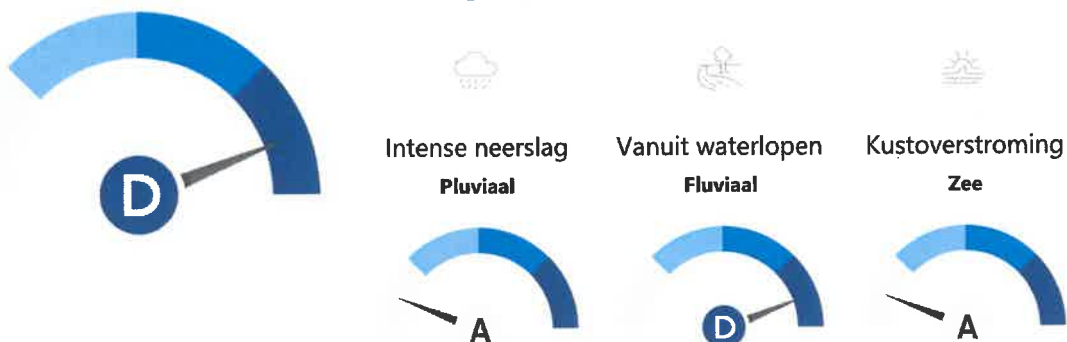 D
Intense neerslag
Pluviaal
A
Vanuit waterlopen
Fluviaal
D
Kustoverstroming
Zee
A